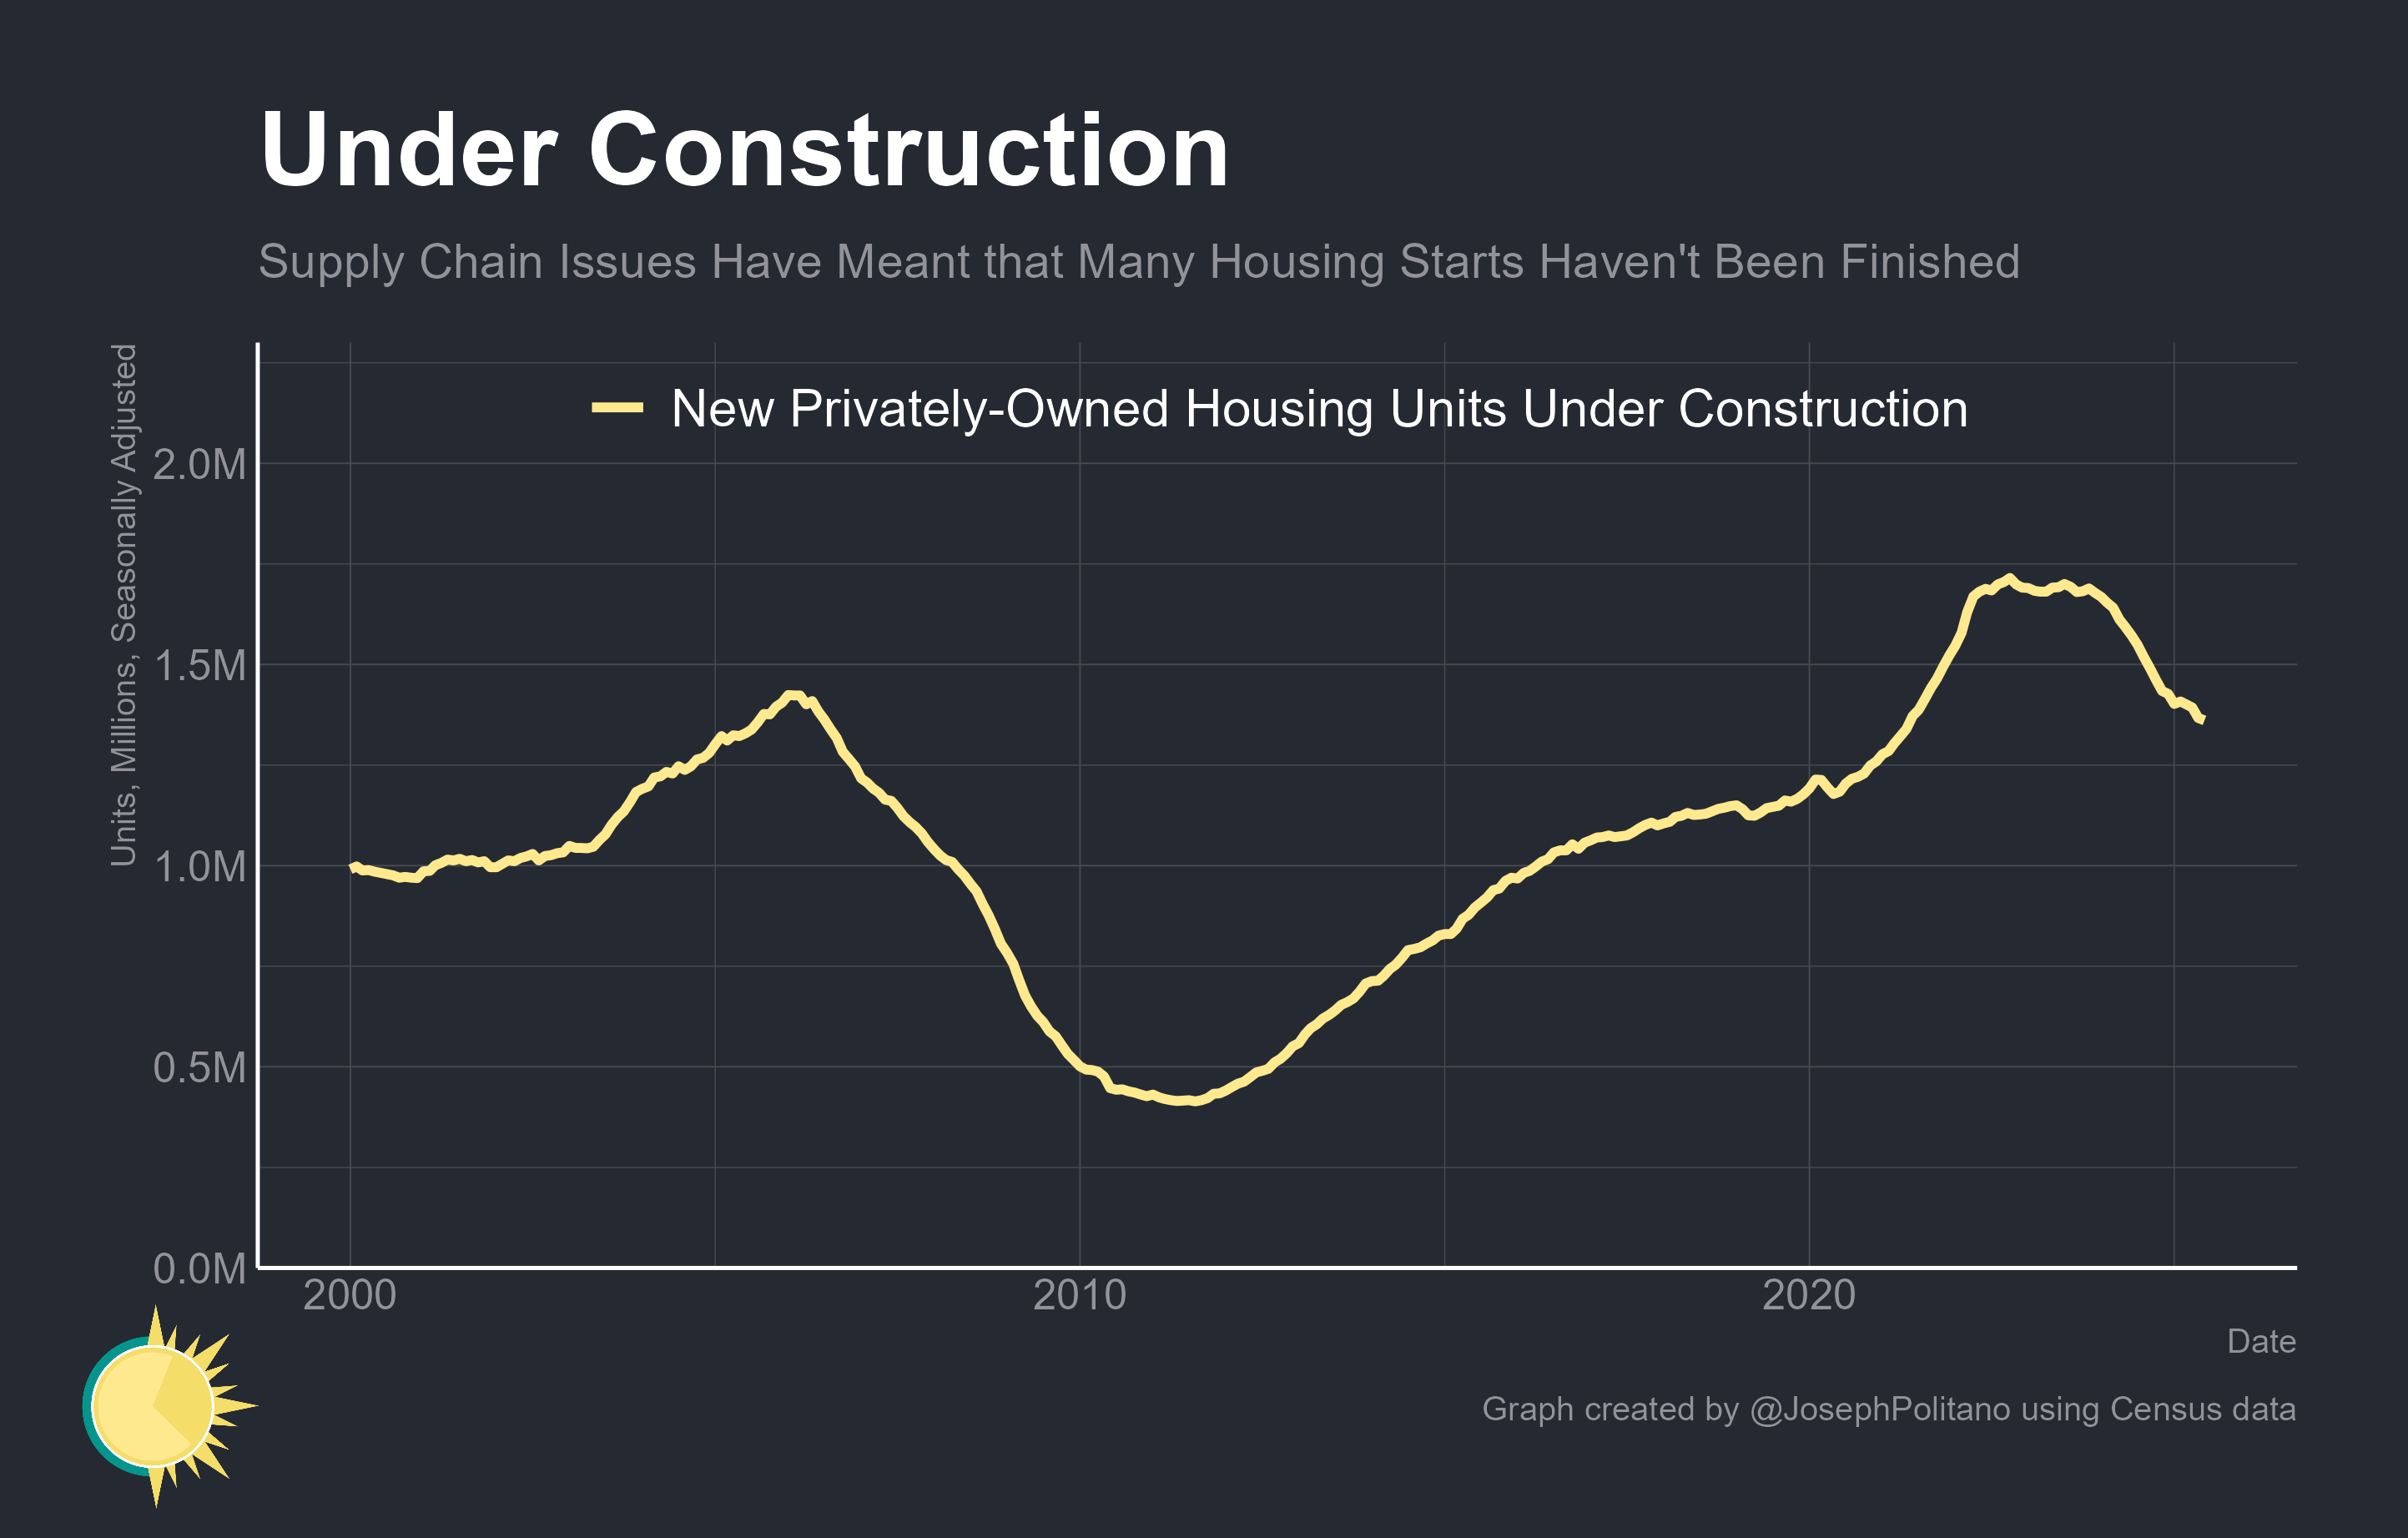 Under Construction
Supply Chain Issues Have Meant that Many Housing Starts Haven't Been Finished
Units, Millions, Seasonally Adjusted
New Privately-Owned Housing Units Under Construction
2.0M
1.5M
1.0M
0.5M
0.0M
2000 2010 2020
Date
Graph created by @JosephPolitano using Census data